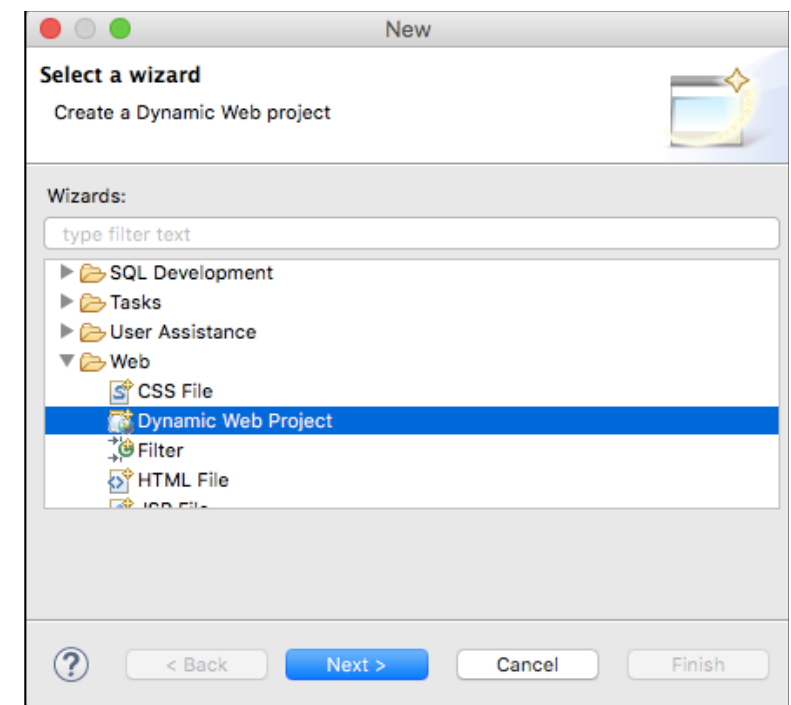 New
Select a wizard
Create a Dynamic Web project
Wizards:
type filter text
SQL Development
Tasks
User Assistance
Web
CSS File
Dynamic Web Project
Filter
HTML File
? < Back Next > Cancel Finish